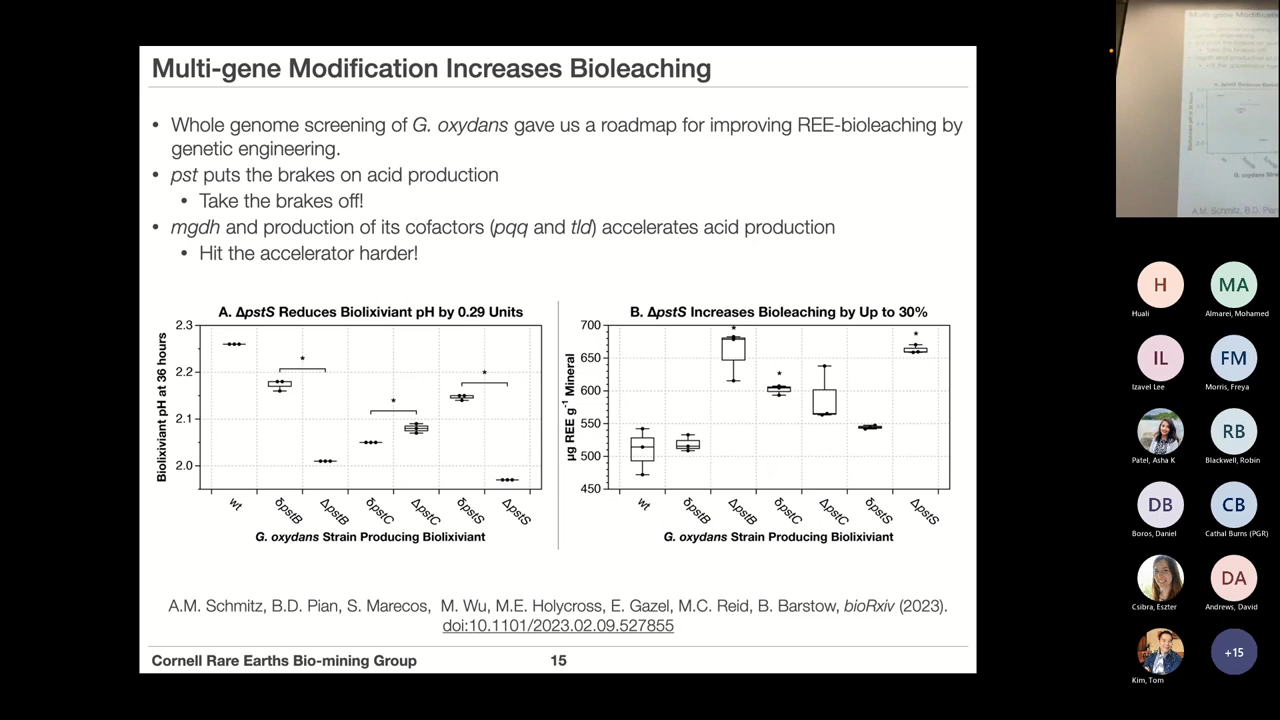 Multi-gene Modification Increases Bioleaching
• Whole genome screening of G. oxydans gave us a roadmap for improving REE-bioleaching by
genetic engineering.
• pst puts the brakes on acid production
• Take the brakes off!
• mgdh and production of its cofactors (pqq and tld) accelerates acid production
• Hit the accelerator harder!
A. ΔpstS Reduces Biolixiviant pH by 0.29 Units
Biolixiviant pH at 36 hours
2.3
2.2
2.1
2.0
*
*
*
wt
δpstB
ΔpstB
δpstC
ΔpstC
δpstS
ΔpstS
G. oxydans Strain Producing Biolixiviant
B. ΔpstS Increases Bioleaching by Up to 30%
µg REE g⁻¹ Mineral
700
650
600
550
500
450
*
*
*
wt
δpstB
ΔpstB
δpstC
ΔpstC
δpstS
ΔpstS
G. oxydans Strain Producing Biolixiviant
A.M. Schmitz, B.D. Pian, S. Marecos, M. Wu, M.E. Holycross, E. Gazel, M.C. Reid, B. Barstow, bioRxiv (2023).
doi:10.1101/2023.02.09.527855
Cornell Rare Earths Bio-mining Group
15
Multi-gene Modificat
G. oxydans Stra
A.M. Schmitz, B.D. Pian,
H
Huali
MA
Almarei, Mohamed
IL
Izavel Lee
FM
Morris, Freya
Patel, Asha K
RB
Blackwell, Robin
DB
Boros, Daniel
CB
Cathal Burns (PGR)
Csibra, Eszter
DA
Andrews, David
Kim, Tom
+15